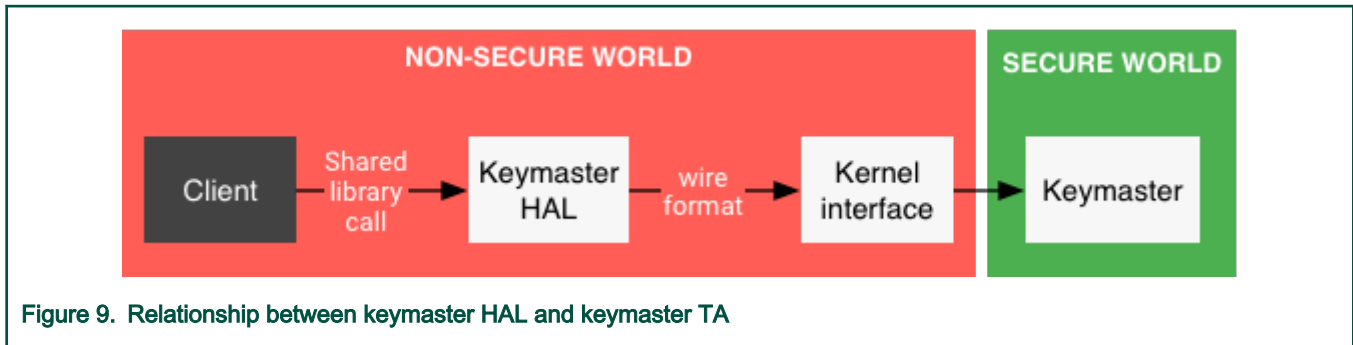 NON-SECURE WORLD
SECURE WORLD
Client
Shared
library
call
Keymaster
HAL
wire
format
Kernel
interface
Keymaster
Figure 9. Relationship between keymaster HAL and keymaster TA